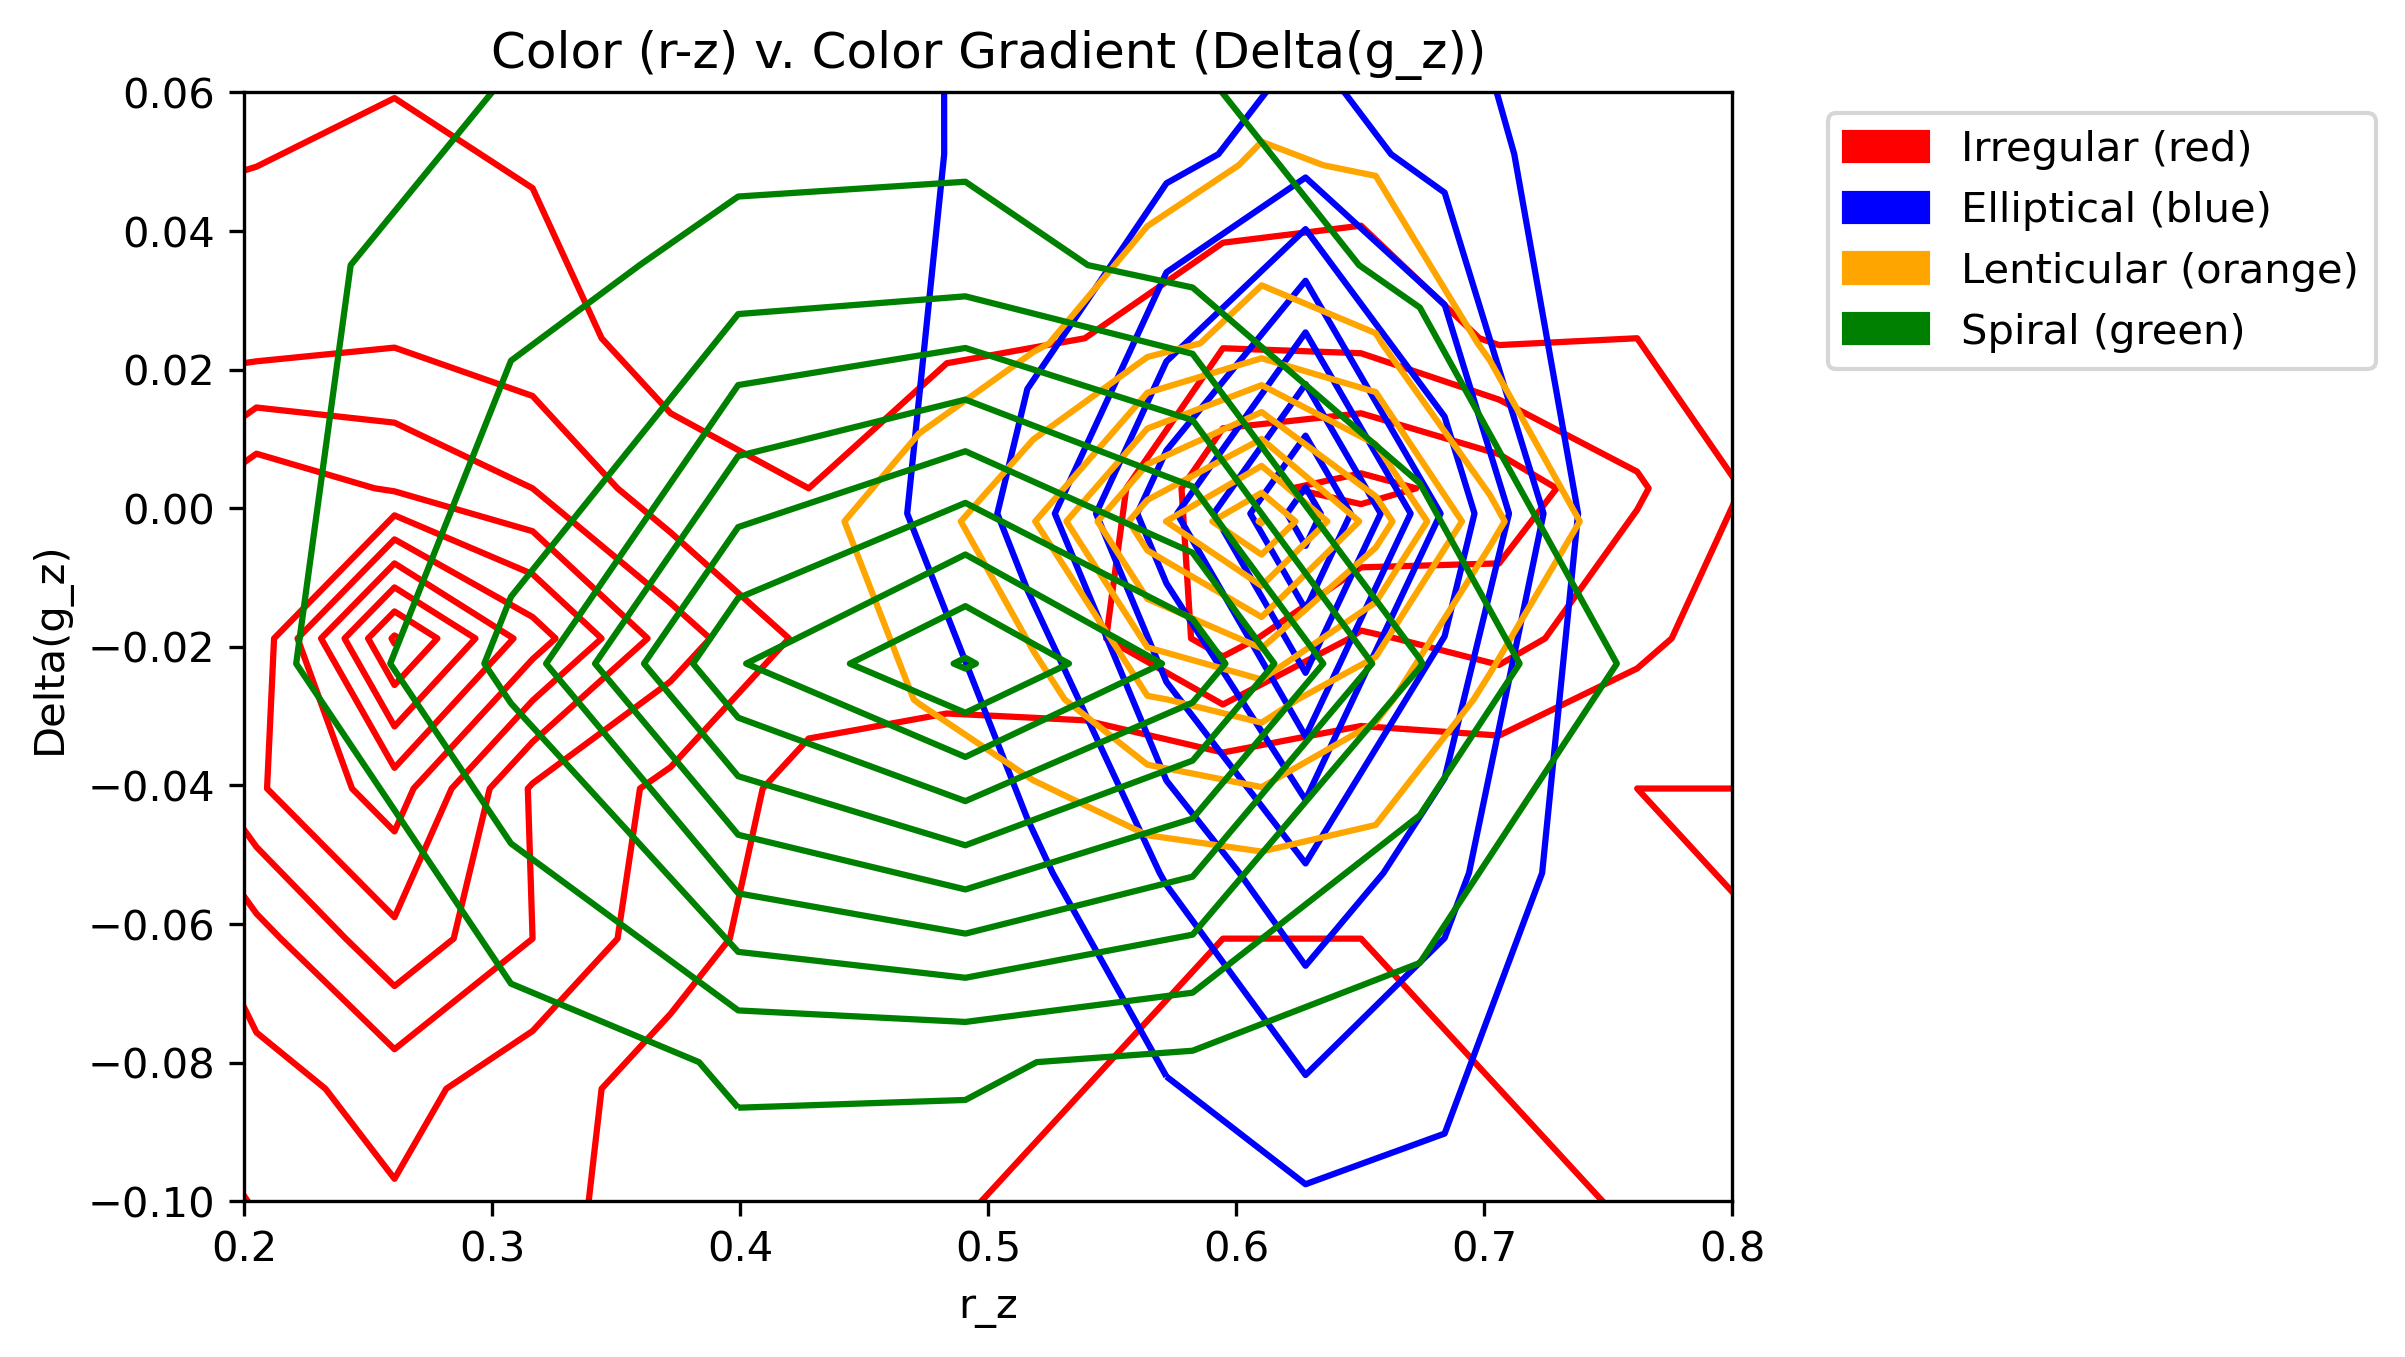 Color (r-z) v. Color Gradient (Delta(g_z))
Irregular (red)
Elliptical (blue)
Lenticular (orange)
Spiral (green)
Delta(g_z)
0.06
0.04
0.02
0.00
−0.02
−0.04
−0.06
−0.08
−0.10
0.2 0.3 0.4 0.5 0.6 0.7 0.8
r_z